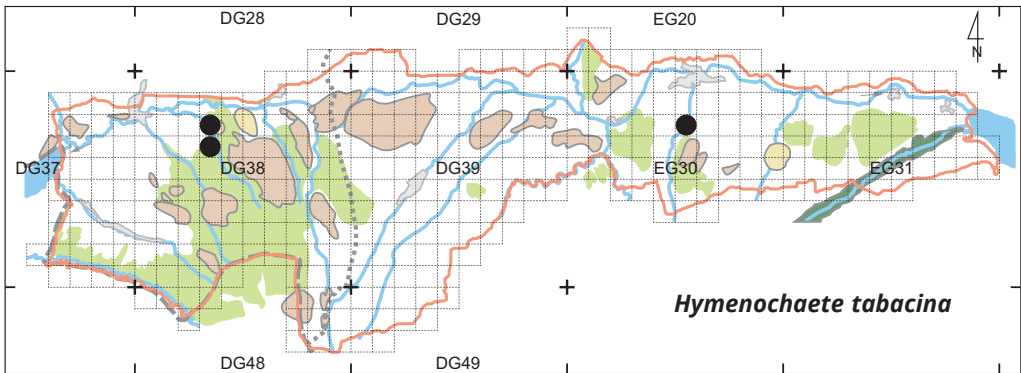 DG28 DG29 EG20
N
DG37 DG38 DG39 EG30 EG31
Hymenochaete tabacina
DG48 DG49